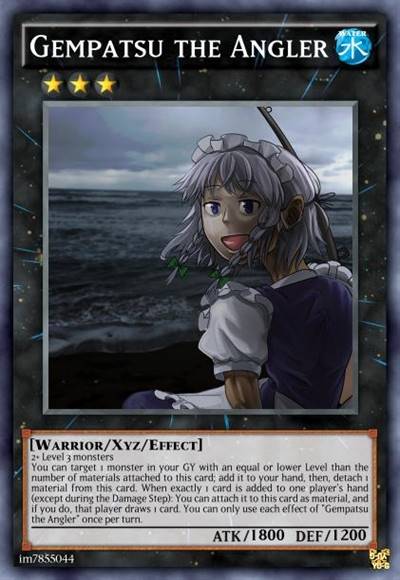 GEMPATSU THE ANGLER
WATER
水
[WARRIOR/XYZ/EFFECT]
2+ Level 3 monsters
You can target 1 monster in your GY with an equal or lower Level than the
number of materials attached to this card; add it to your hand, then, detach 1
material from this card. When exactly 1 card is added to one player's hand
(except during the Damage Step): You can attach it to this card as material, and
if you do, that player draws 1 card. You can only use each effect of "Gempatsu
the Angler" once per turn.
ATK/1800 DEF/1200
im7855044